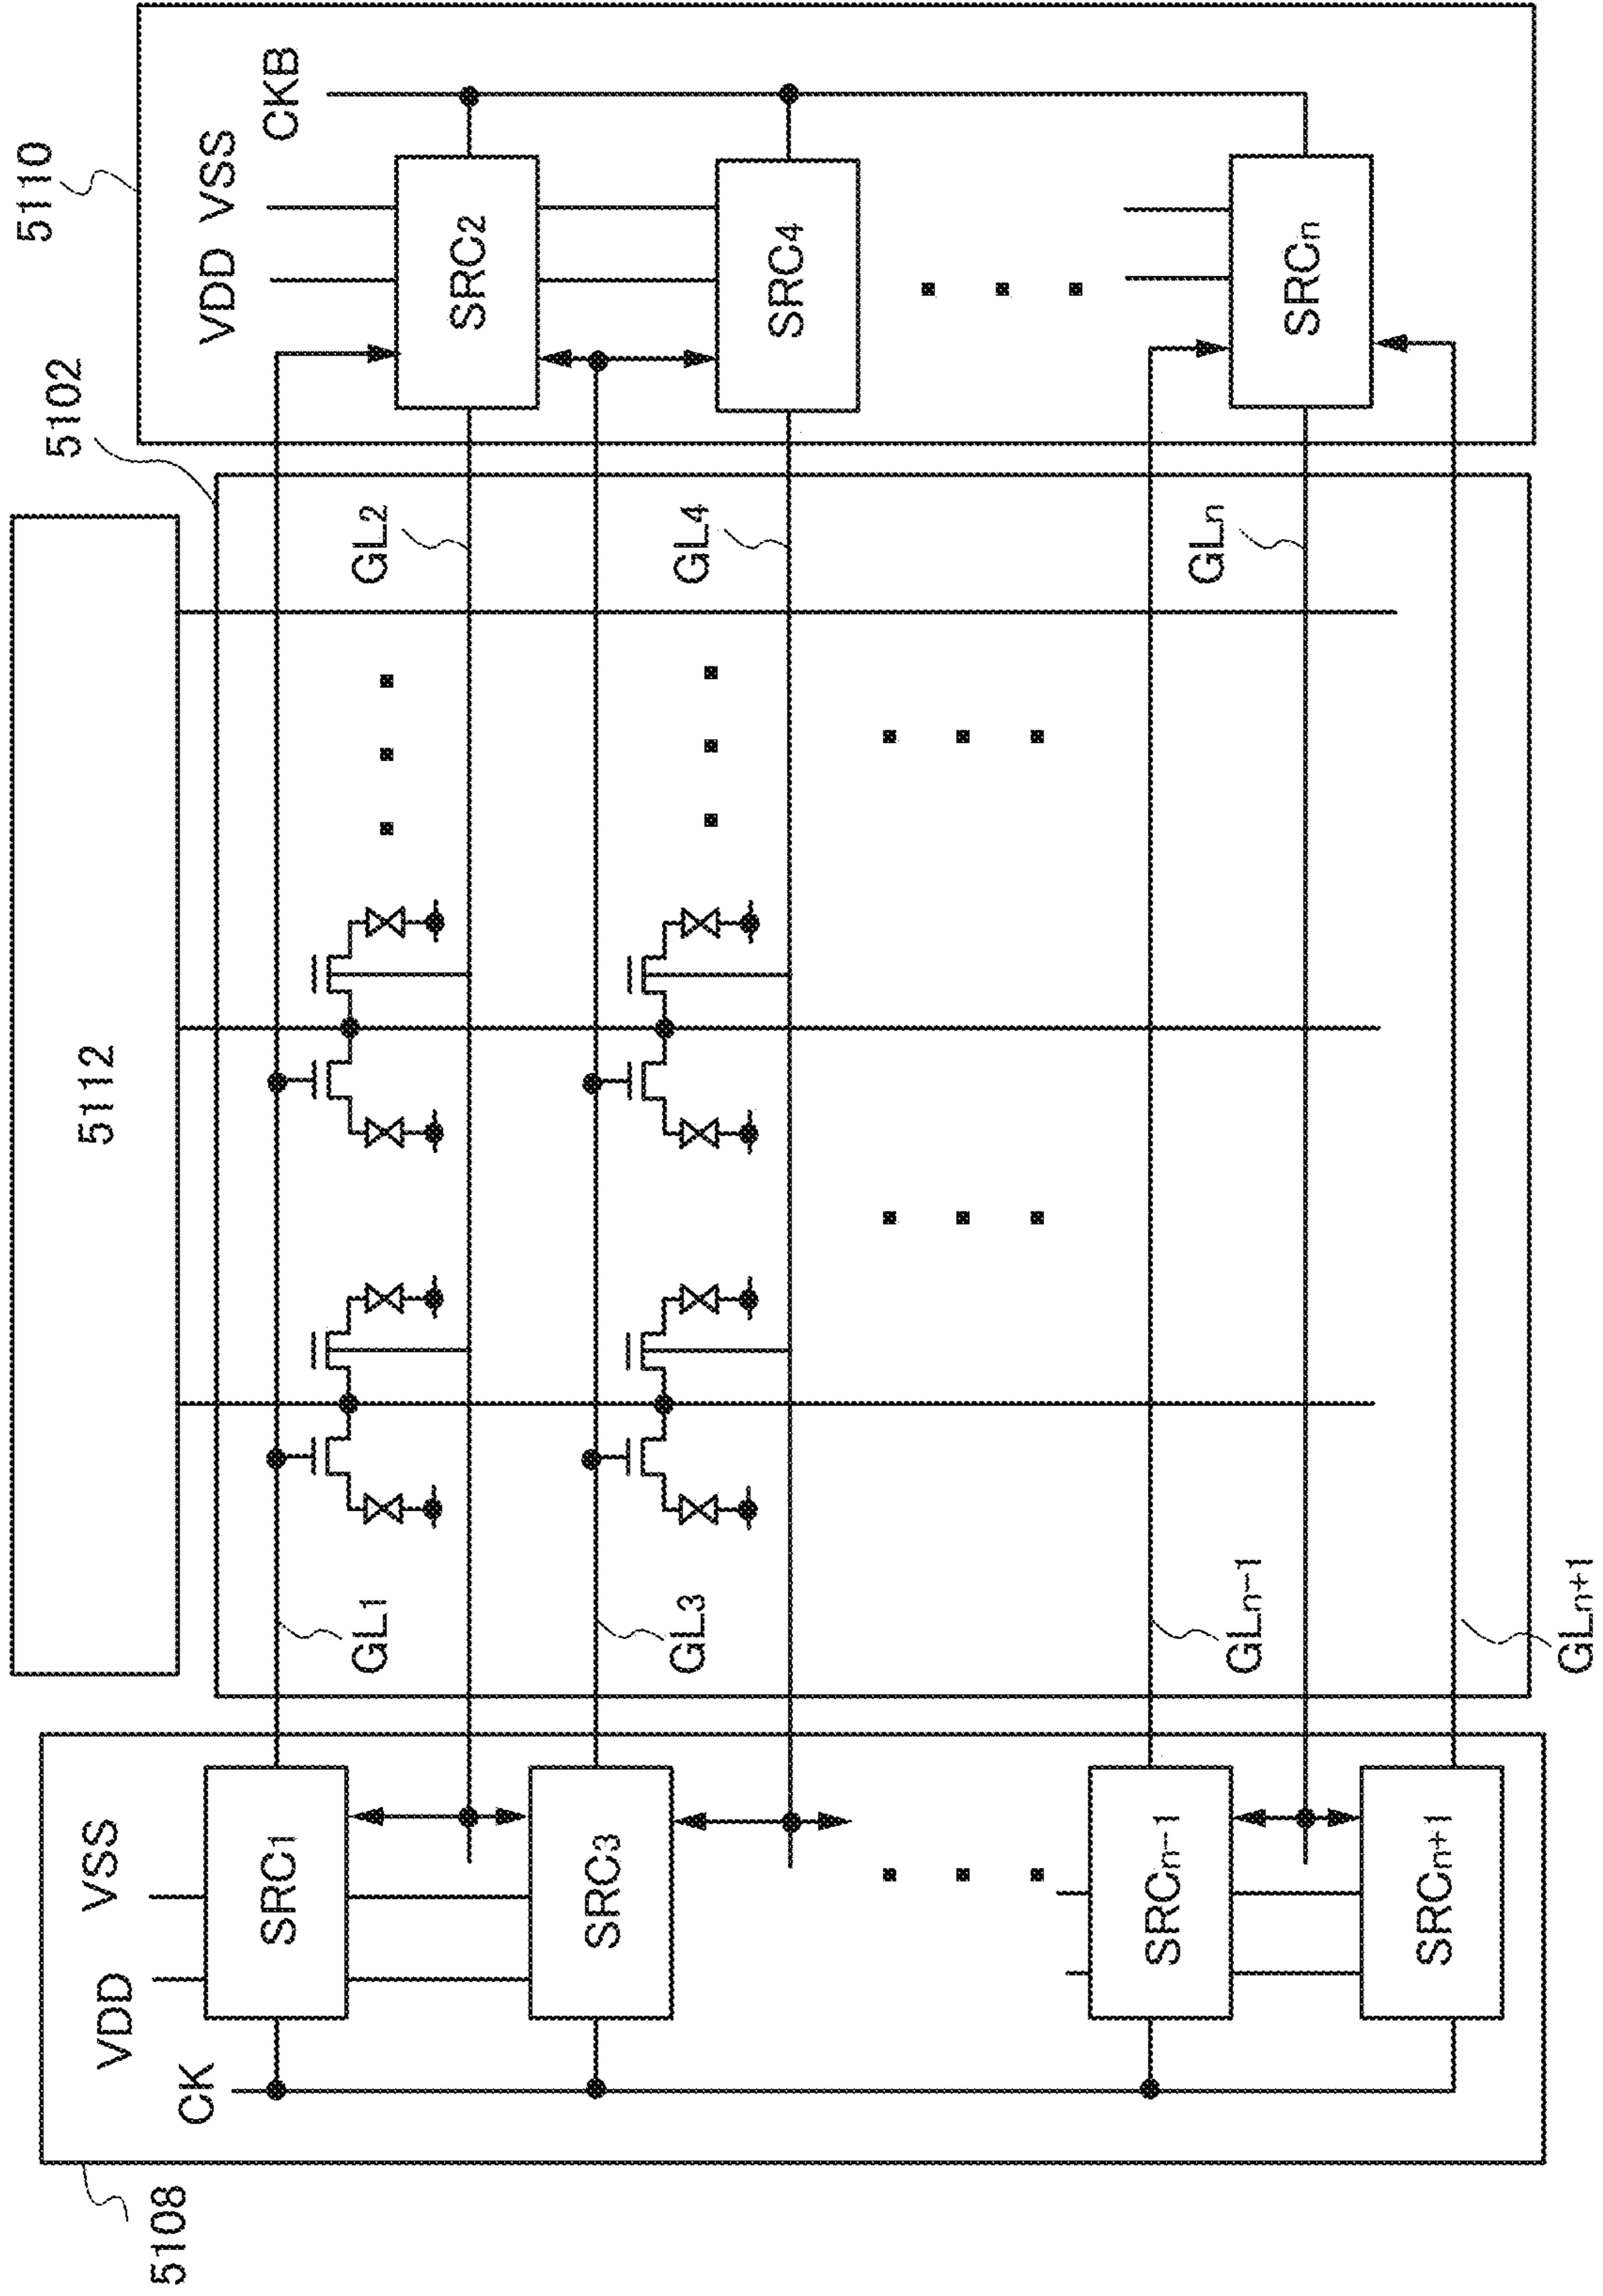 5112
5108
5102
5110
VDD
VSS
CK
SRC1
SRC3
SRCn-1
SRCn+1
GL1
GL3
GLn-1
GLn+1
GL2
GL4
GLn
VDD VSS
CKB
SRC2
SRC4
SRCn